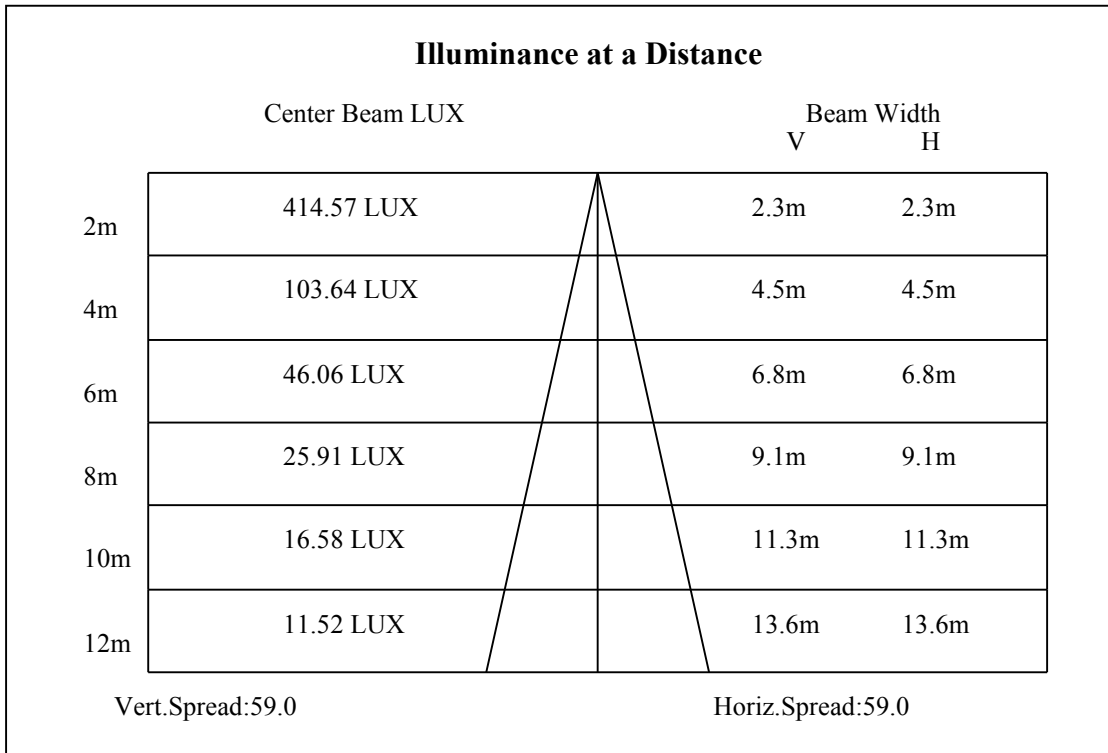 Illuminance at a Distance
Center Beam LUX Beam Width
V H
2m 414.57 LUX 2.3m 2.3m
4m 103.64 LUX 4.5m 4.5m
6m 46.06 LUX 6.8m 6.8m
8m 25.91 LUX 9.1m 9.1m
10m 16.58 LUX 11.3m 11.3m
12m 11.52 LUX 13.6m 13.6m
Vert.Spread:59.0 Horiz.Spread:59.0